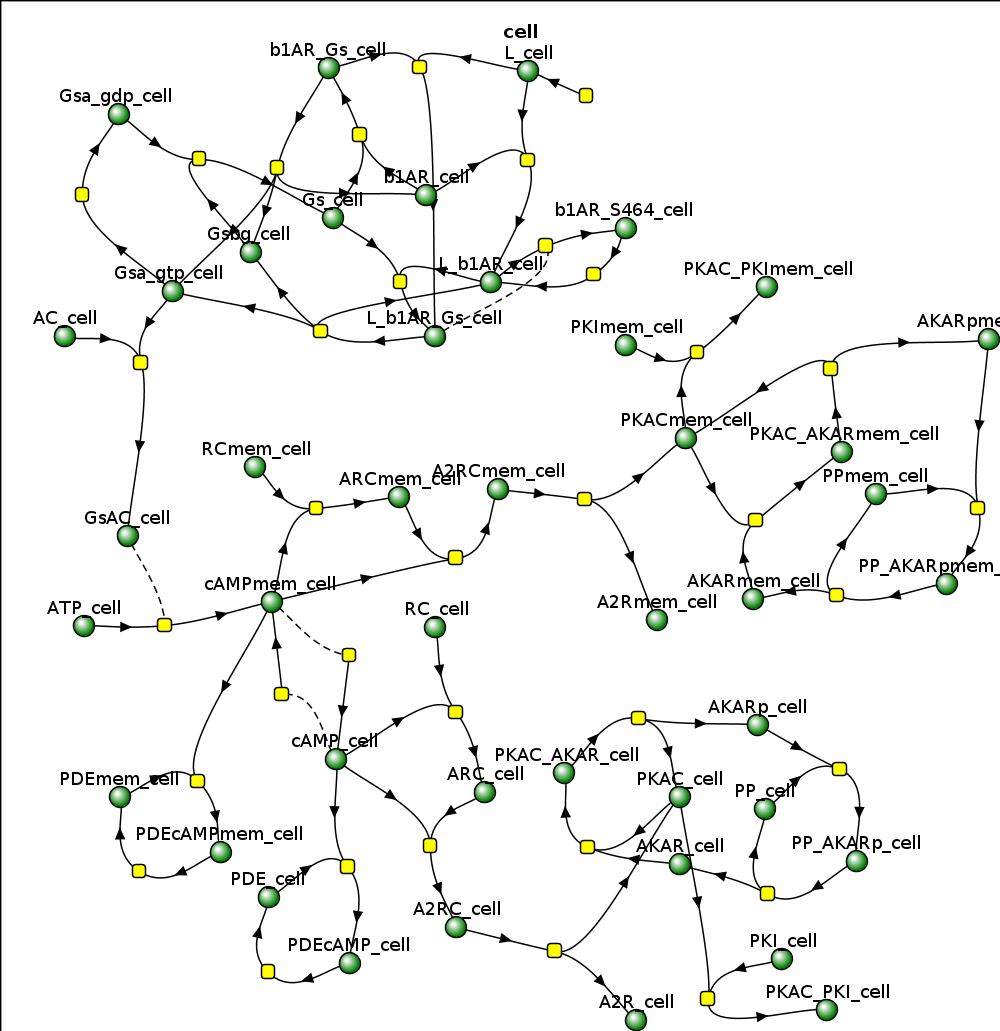 cell
b1AR_Gs_cell
L_cell
Gsa_gdp_cell
b1AR_cell
Gs_cell
b1AR_S464_cell
Gsbg_cell
L_b1AR_cell
Gsa_gtp_cell
PKAC_PKImem_cell
AC_cell
L_b1AR_Gs_cell
PKImem_cell
AKARpme
PKACmem_cell
PKAC_AKARmem_cell
RCmem_cell
ARCmem_cell
A2RCmem_cell
PPmem_cell
GsAC_cell
PP_AKARpmem_
cAMPmem_cell
AKARmem_cell
ATP_cell
RC_cell
A2Rmem_cell
AKARp_cell
cAMP_cell
PKAC_AKAR_cell
PDEmem_cell
ARC_cell
PKAC_cell
PP_cell
PDEcAMPmem_cell
AKAR_cell
PP_AKARp_cell
PDE_cell
A2RC_cell
PDEcAMP_cell
PKI_cell
A2R_cell
PKAC_PKI_cell